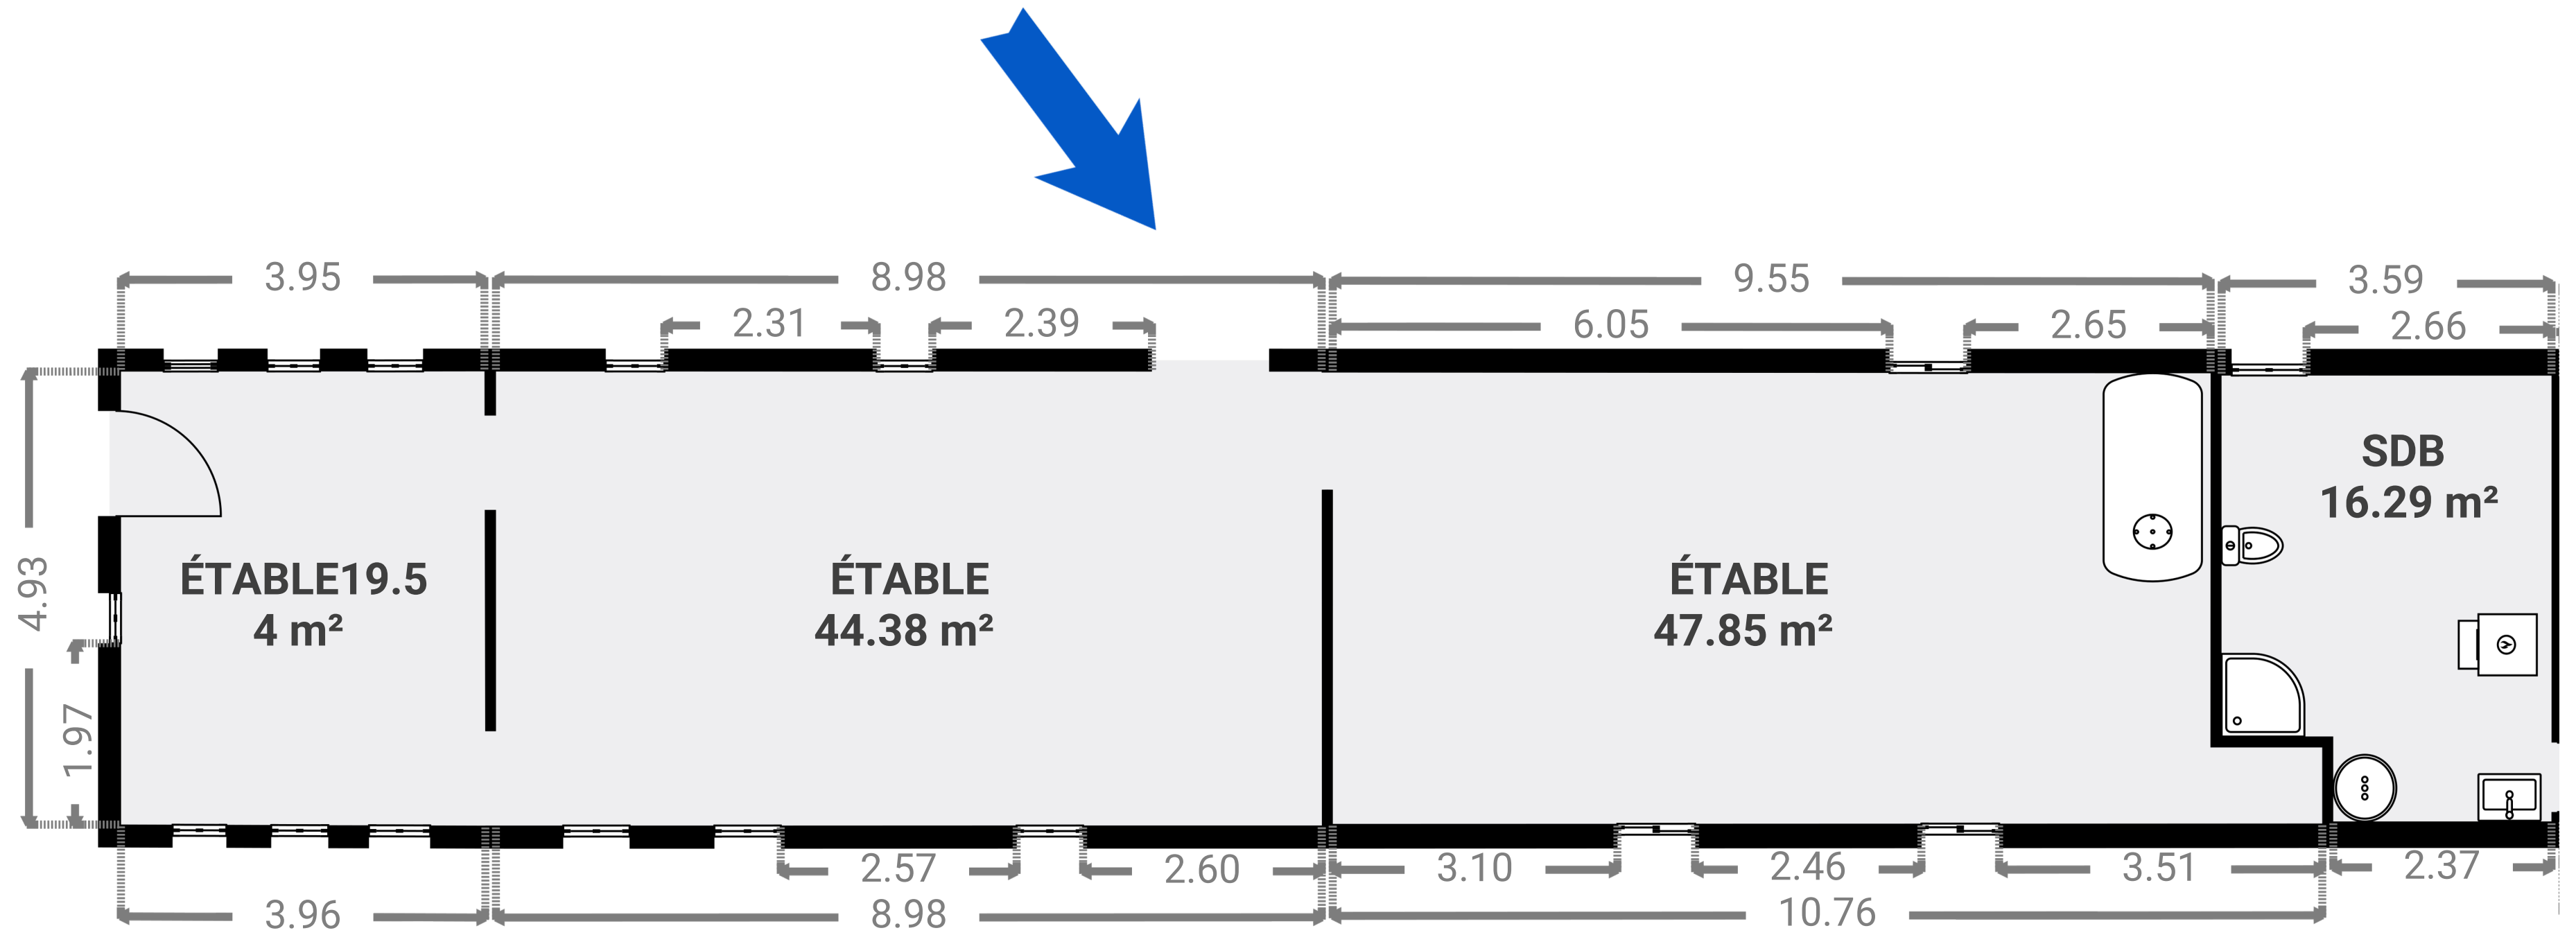 3.95
8.98
9.55
3.59
2.31
2.39
6.05
2.65
2.66
4.93
1.97
ÉTABLE19.5
4 m²
ÉTABLE
44.38 m²
ÉTABLE
47.85 m²
SDB
16.29 m²
2.57
2.60
3.10
2.46
3.51
2.37
3.96
8.98
10.76